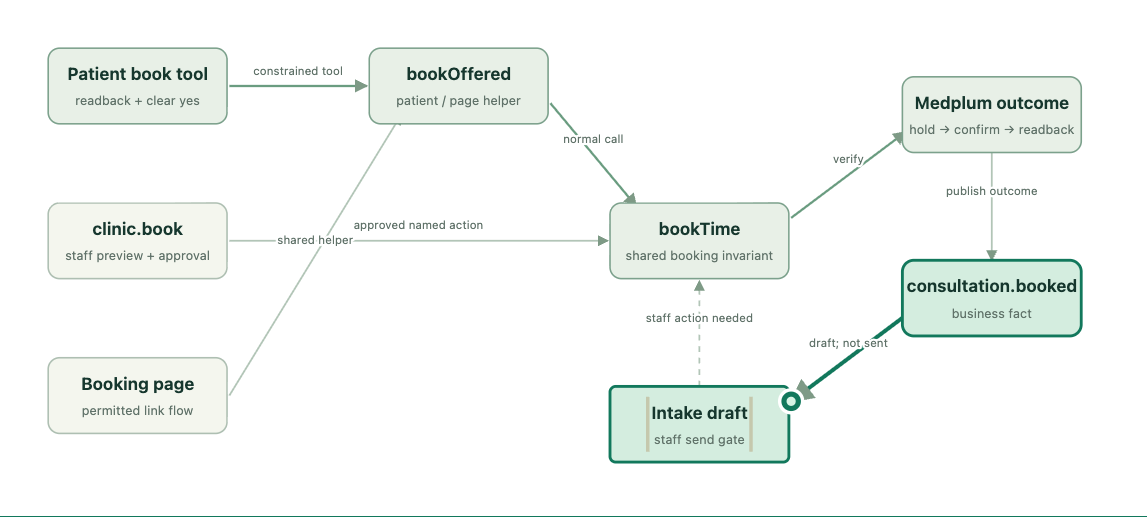 Patient book tool
readback + clear yes
constrained tool
bookOffered
patient / page helper
normal call
Medplum outcome
hold → confirm → readback
verify
publish outcome
clinic.book
staff preview + approval
shared helper
approved named action
bookTime
shared booking invariant
consultation.booked
business fact
staff action needed
draft; not sent
Booking page
permitted link flow
Intake draft
staff send gate